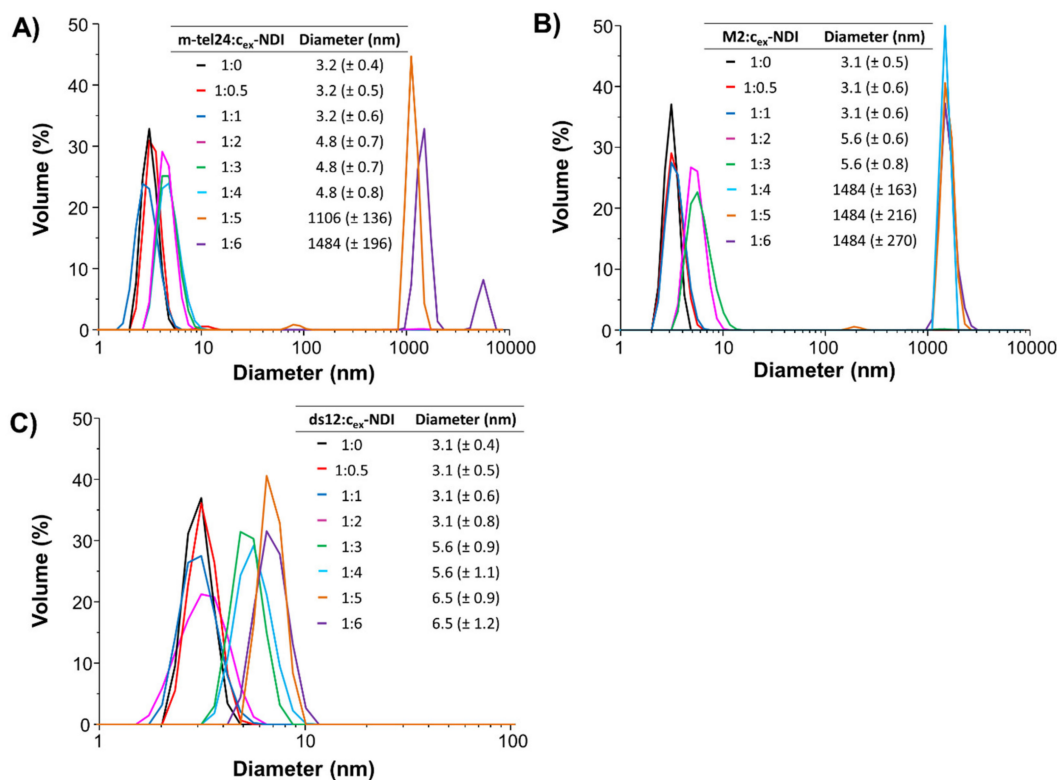 A)
m-tel24:cex-NDI Diameter (nm)
1:0 3.2 (± 0.4)
1:0.5 3.2 (± 0.5)
1:1 3.2 (± 0.6)
1:2 4.8 (± 0.7)
1:3 4.8 (± 0.7)
1:4 4.8 (± 0.8)
1:5 1106 (± 136)
1:6 1484 (± 196)
Volume (%)
50
40
30
20
10
0
1 10 100 1000 10000
Diameter (nm)
B)
M2:cex-NDI Diameter (nm)
1:0 3.1 (± 0.5)
1:0.5 3.1 (± 0.6)
1:1 3.1 (± 0.6)
1:2 5.6 (± 0.6)
1:3 5.6 (± 0.8)
1:4 1484 (± 163)
1:5 1484 (± 216)
1:6 1484 (± 270)
Volume (%)
50
40
30
20
10
0
1 10 100 1000 10000
Diameter (nm)
C)
ds12:cex-NDI Diameter (nm)
1:0 3.1 (± 0.4)
1:0.5 3.1 (± 0.5)
1:1 3.1 (± 0.6)
1:2 3.1 (± 0.8)
1:3 5.6 (± 0.9)
1:4 5.6 (± 1.1)
1:5 6.5 (± 0.9)
1:6 6.5 (± 1.2)
Volume (%)
50
40
30
20
10
0
1 10 100
Diameter (nm)